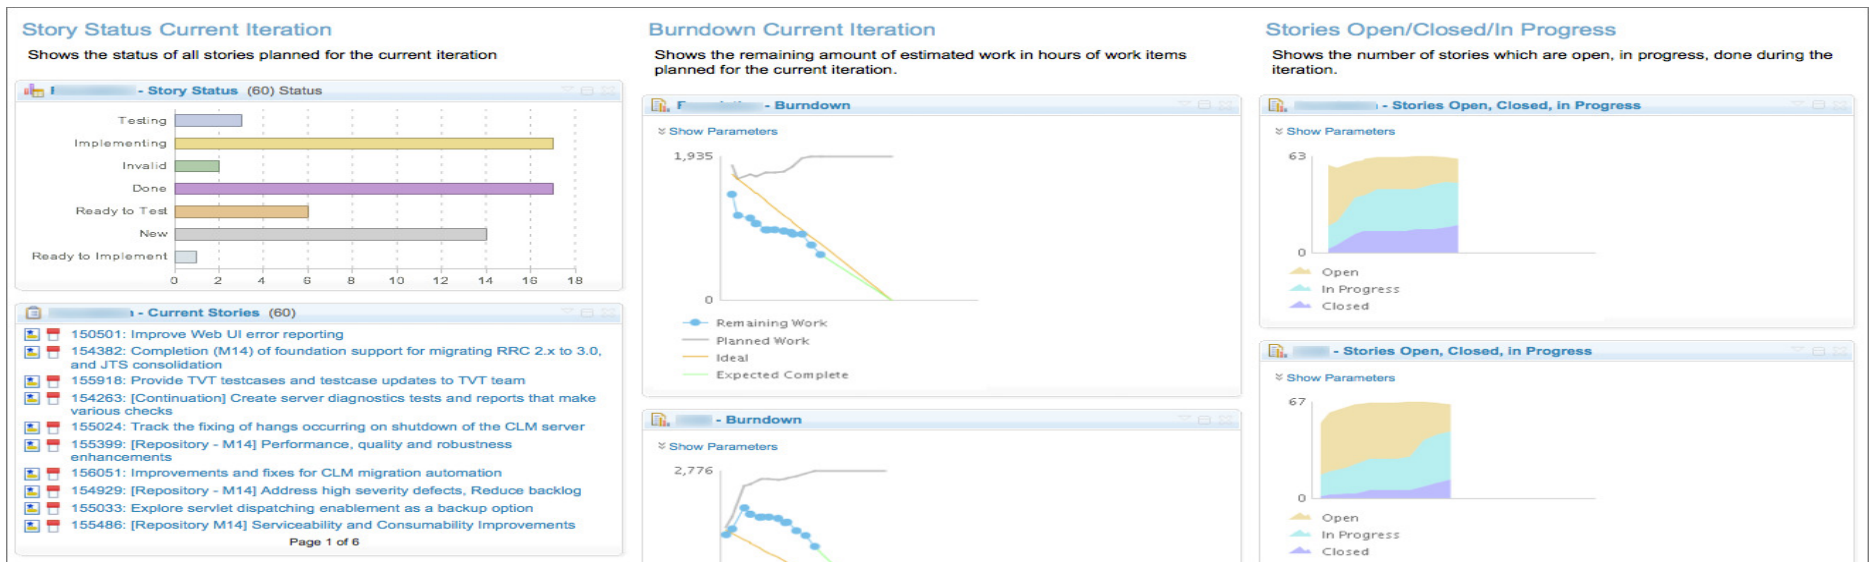 Story Status Current Iteration
Shows the status of all stories planned for the current iteration
- Story Status (60) Status
Testing
Implementing
Invalid
Done
Ready to Test
New
Ready to Implement
0 2 4 6 8 10 12 14 16 18
- Current Stories (60)
150501: Improve Web UI error reporting
154382: Completion (M14) of foundation support for migrating RRC 2.x to 3.0,
and JTS consolidation
155918: Provide TVT testcases and testcase updates to TVT team
154263: [Continuation] Create server diagnostics tests and reports that make
various checks
155024: Track the fixing of hangs occurring on shutdown of the CLM server
155399: [Repository - M14] Performance, quality and robustness
enhancements
156051: Improvements and fixes for CLM migration automation
154929: [Repository - M14] Address high severity defects, Reduce backlog
155033: Explore servlet dispatching enablement as a backup option
155486: [Repository M14] Serviceability and Consumability Improvements
Page 1 of 6
Burndown Current Iteration
Shows the remaining amount of estimated work in hours of work items
planned for the current iteration.
- Burndown
Show Parameters
1,935
0
Remaining Work
Planned Work
Ideal
Expected Complete
- Burndown
Show Parameters
2,776
Stories Open/Closed/In Progress
Shows the number of stories which are open, in progress, done during the
iteration.
- Stories Open, Closed, in Progress
Show Parameters
63
0
Open
In Progress
Closed
- Stories Open, Closed, in Progress
Show Parameters
67
0
Open
In Progress
Closed